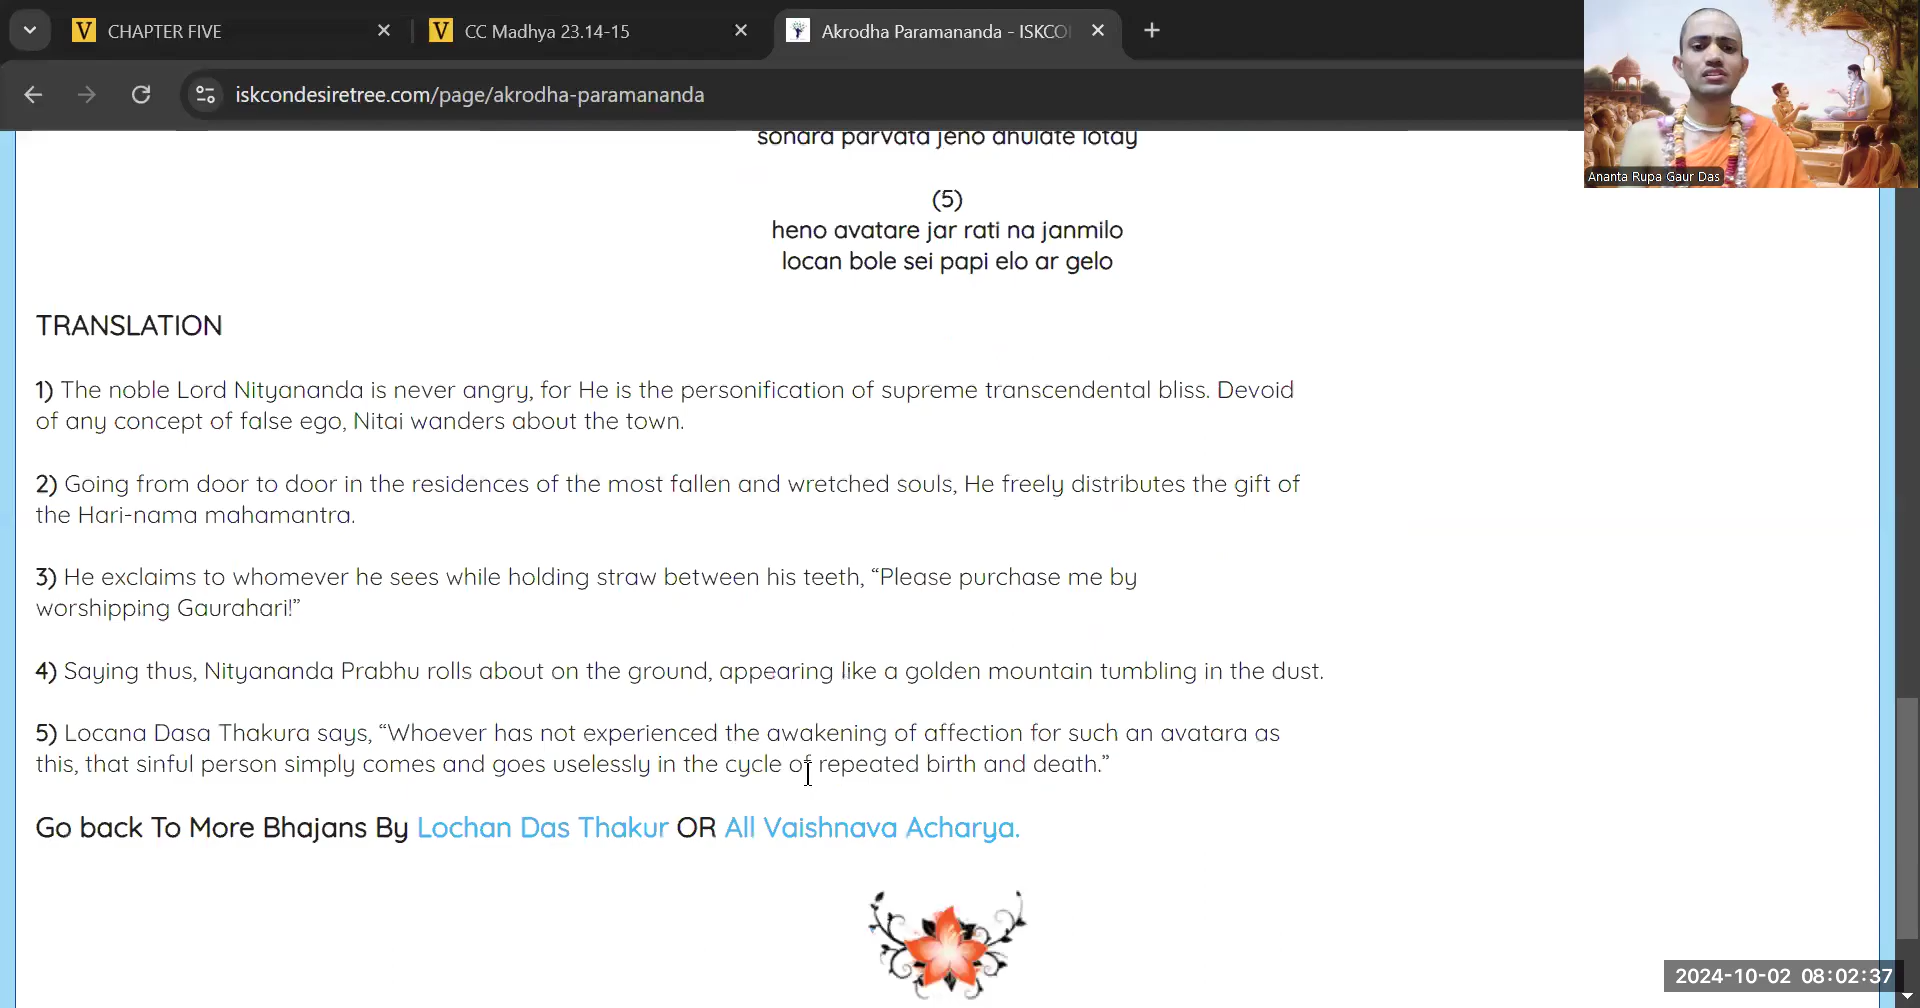 CHAPTER FIVE
CC Madhya 23.14-15
Akrodha Paramananda - ISKCO
iskcondesiretree.com/page/akrodha-paramananda
Ananta Rupa Gaur Das
sonara parvata jeno dhulate lotay
(5)
heno avatare jar rati na janmilo
locan bole sei papi elo ar gelo
TRANSLATION
1) The noble Lord Nityananda is never angry, for He is the personification of supreme transcendental bliss. Devoid
of any concept of false ego, Nitai wanders about the town.
2) Going from door to door in the residences of the most fallen and wretched souls, He freely distributes the gift of
the Hari-nama mahamantra.
3) He exclaims to whomever he sees while holding straw between his teeth, “Please purchase me by
worshipping Gaurahari!”
4) Saying thus, Nityananda Prabhu rolls about on the ground, appearing like a golden mountain tumbling in the dust.
5) Locana Dasa Thakura says, “Whoever has not experienced the awakening of affection for such an avatara as
this, that sinful person simply comes and goes uselessly in the cycle of repeated birth and death.”
Go back To More Bhajans By Lochan Das Thakur OR All Vaishnava Acharya.
2024-10-02 08:02:37